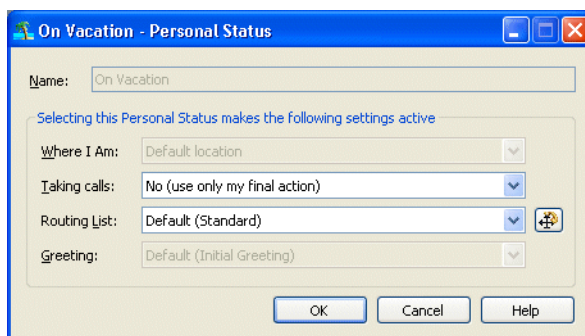 On Vacation - Personal Status
Name: On Vacation
Selecting this Personal Status makes the following settings active
Where I Am: Default location
Taking calls: No (use only my final action)
Routing List: Default (Standard)
Greeting: Default (Initial Greeting)
OK Cancel Help